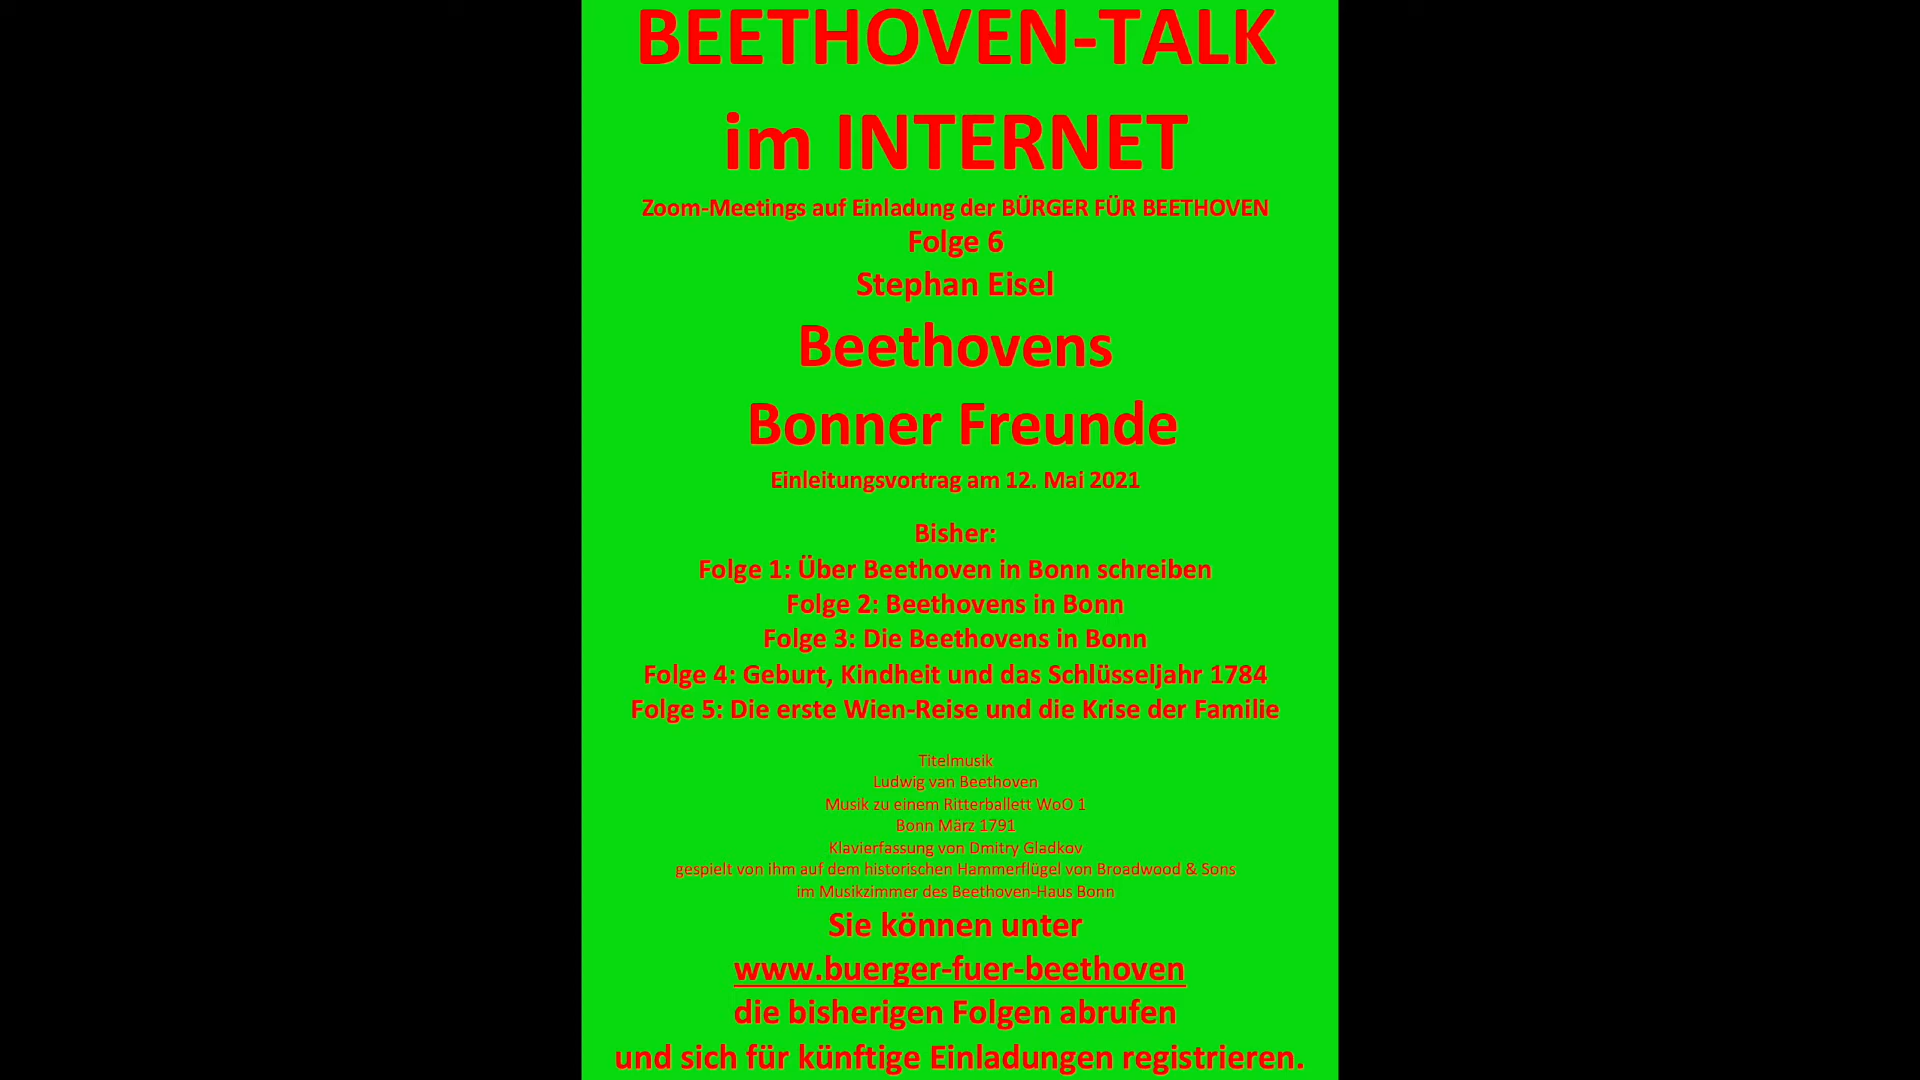 BEETHOVEN-TALK
im INTERNET
Zoom-Meetings auf Einladung der BÜRGER FÜR BEETHOVEN
Folge 6
Stephan Eisel
Beethovens
Bonner Freunde
Einleitungsvortrag am 12. Mai 2021
Bisher:
Folge 1: Über Beethoven in Bonn schreiben
Folge 2: Beethovens in Bonn
Folge 3: Die Beethovens in Bonn
Folge 4: Geburt, Kindheit und das Schlüsseljahr 1784
Folge 5: Die erste Wien-Reise und die Krise der Familie
Titelmusik
Ludwig van Beethoven
Musik zu einem Ritterballett WoO 1
Bonn März 1791
Klavierfassung von Dmitry Gladkov
gespielt von ihm auf dem historischen Hammerflügel von Broadwood & Sons
im Musikzimmer des Beethoven-Haus Bonn
Sie können unter
www.buerger-fuer-beethoven
die bisherigen Folgen abrufen
und sich für künftige Einladungen registrieren.